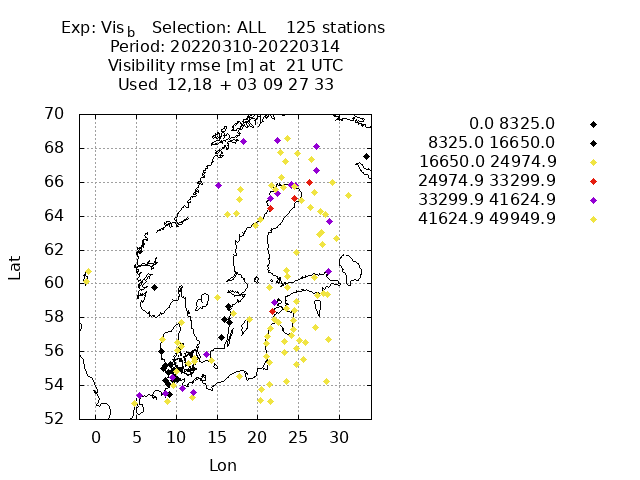 Exp: Vis_b Selection: ALL 125 stations
Period: 20220310-20220314
Visibility rmse [m] at 21 UTC
Used 12,18 + 03 09 27 33
0.0 8325.0
8325.0 16650.0
16650.0 24974.9
24974.9 33299.9
33299.9 41624.9
41624.9 49949.9
70
68
66
64
62
60
58
56
54
52
Lat
0 5 10 15 20 25 30
Lon